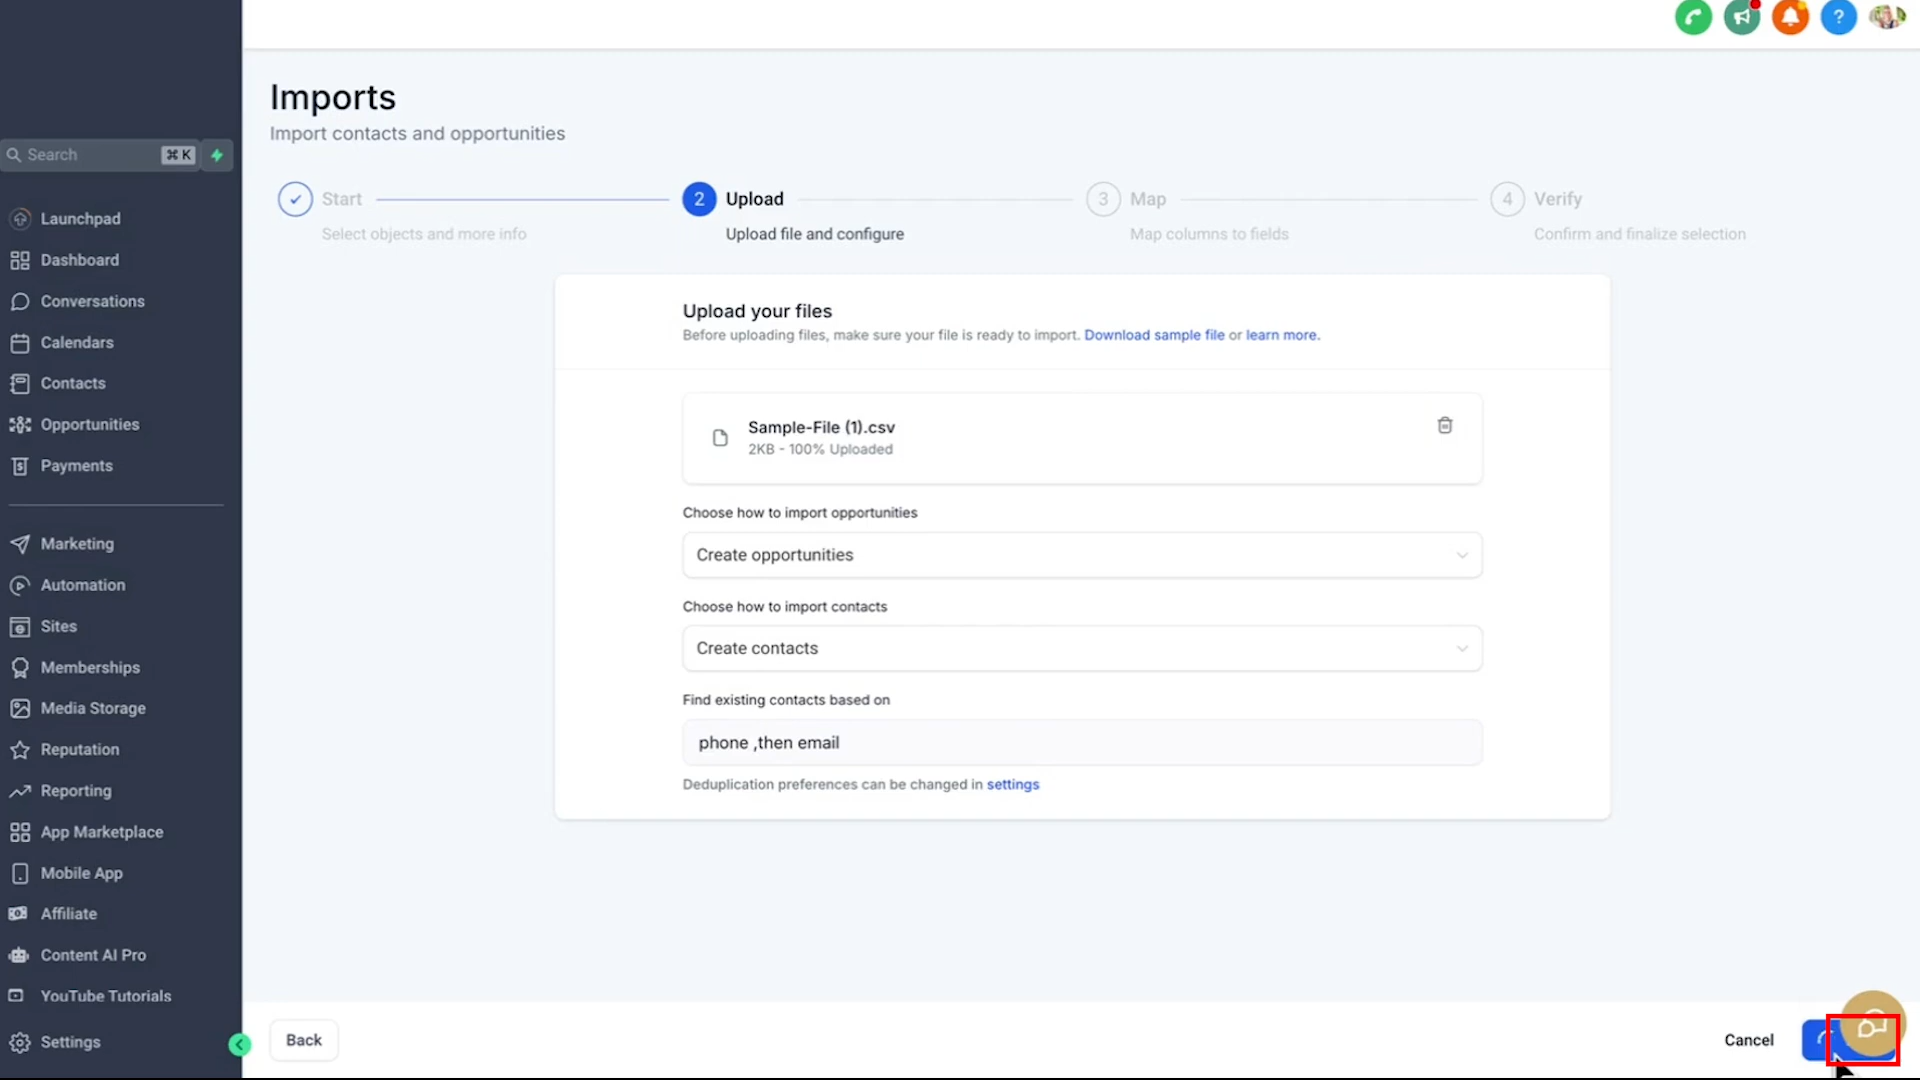 Search ⌘ K
Launchpad
Dashboard
Conversations
Calendars
Contacts
Opportunities
Payments
Marketing
Automation
Sites
Memberships
Media Storage
Reputation
Reporting
App Marketplace
Mobile App
Affiliate
Content AI Pro
YouTube Tutorials
Settings
?
Imports
Import contacts and opportunities
Start
Select objects and more info
2 Upload
Upload file and configure
3 Map
Map columns to fields
4 Verify
Confirm and finalize selection
Upload your files
Before uploading files, make sure your file is ready to import. Download sample file or learn more.
Sample-File (1).csv
2KB - 100% Uploaded
Choose how to import opportunities
Create opportunities
Choose how to import contacts
Create contacts
Find existing contacts based on
phone ,then email
Deduplication preferences can be changed in settings
Back
Cancel